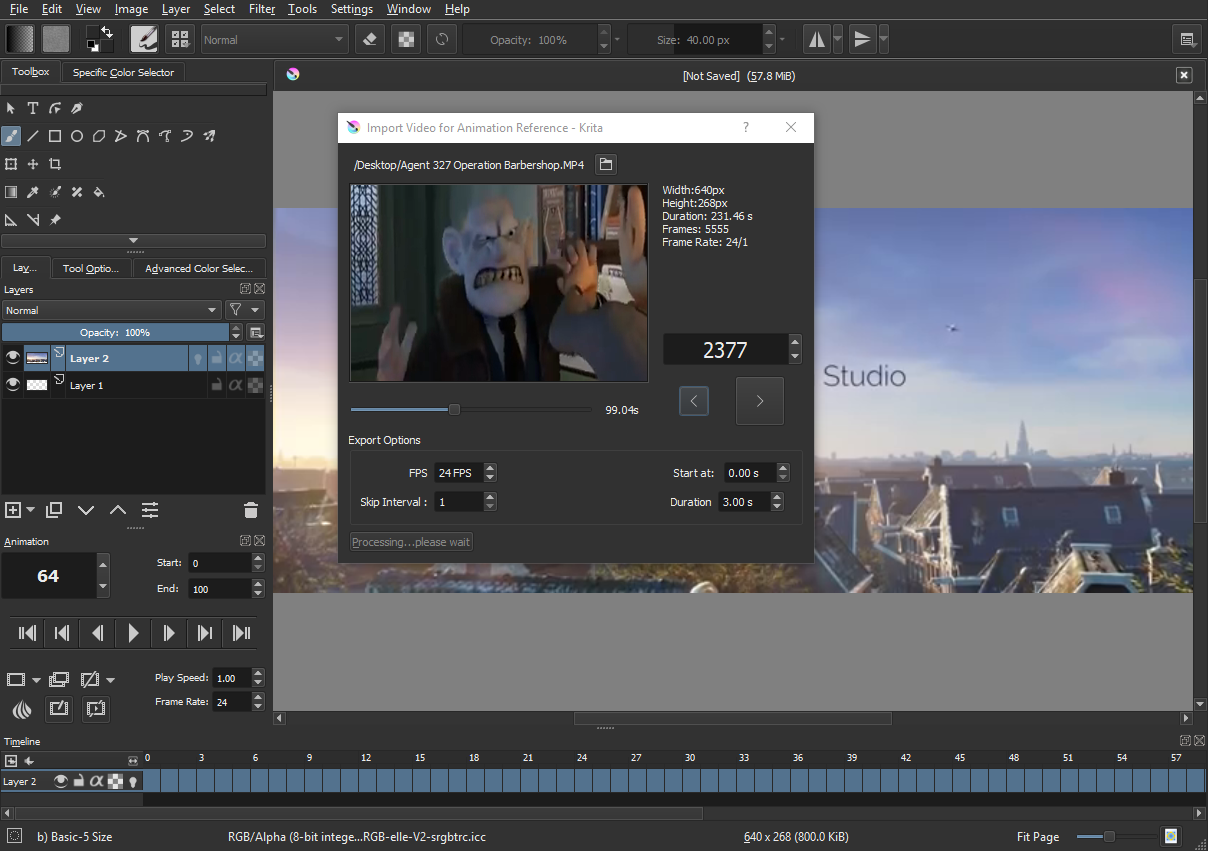 File Edit View Image Layer Select Filter Tools Settings Window Help
Normal
Opacity: 100%
Size: 40.00 px
Toolbox
Specific Color Selector
[Not Saved] (57.8 MiB)
Import Video for Animation Reference - Krita
?
/Desktop/Agent 327 Operation Barbershop.MP4
Width:640px
Height:268px
Duration: 231.46 s
Frames: 5555
Frame Rate: 24/1
2377
99.04s
Export Options
FPS
24 FPS
Start at:
0.00 s
Skip Interval :
1
Duration
3.00 s
Processing...please wait
Studio
Lay...
Tool Optio...
Advanced Color Selec...
Layers
Normal
Opacity: 100%
Layer 2
Layer 1
Animation
64
Start:
0
End:
100
Play Speed:
1.00
Frame Rate:
24
Timeline
0 3 6 9 12 15 18 21 24 27 30 33 36 39 42 45 48 51 54 57
Layer 2
b) Basic-5 Size
RGB/Alpha (8-bit intege...RGB-elle-V2-srgbtrc.icc
640 x 268 (800.0 KiB)
Fit Page